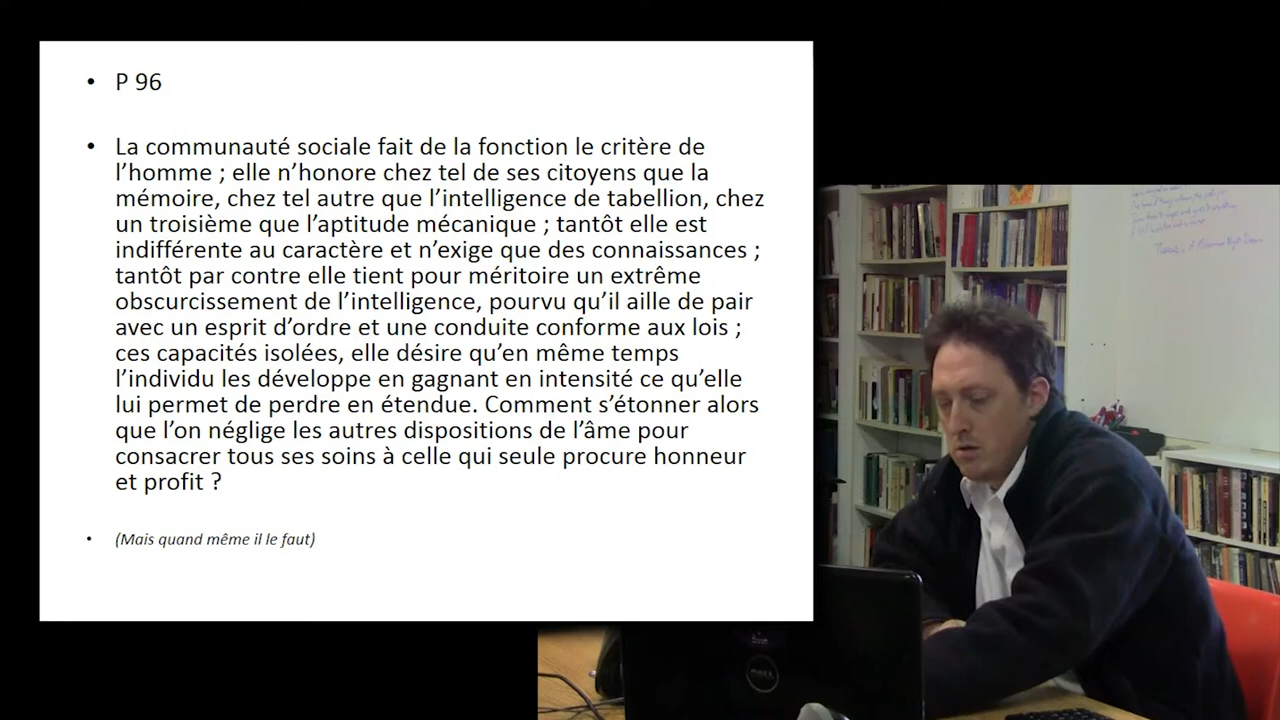 • P 96
• La communauté sociale fait de la fonction le critère de
l’homme ; elle n’honore chez tel de ses citoyens que la
mémoire, chez tel autre que l’intelligence de tabellion, chez
un troisième que l’aptitude mécanique ; tantôt elle est
indifférente au caractère et n’exige que des connaissances ;
tantôt par contre elle tient pour méritoire un extrême
obscurcissement de l’intelligence, pourvu qu’il aille de pair
avec un esprit d’ordre et une conduite conforme aux lois ;
ces capacités isolées, elle désire qu’en même temps
l’individu les développe en gagnant en intensité ce qu’elle
lui permet de perdre en étendue. Comment s’étonner alors
que l’on néglige les autres dispositions de l’âme pour
consacrer tous ses soins à celle qui seule procure honneur
et profit ?
• (Mais quand même il le faut)
DELL